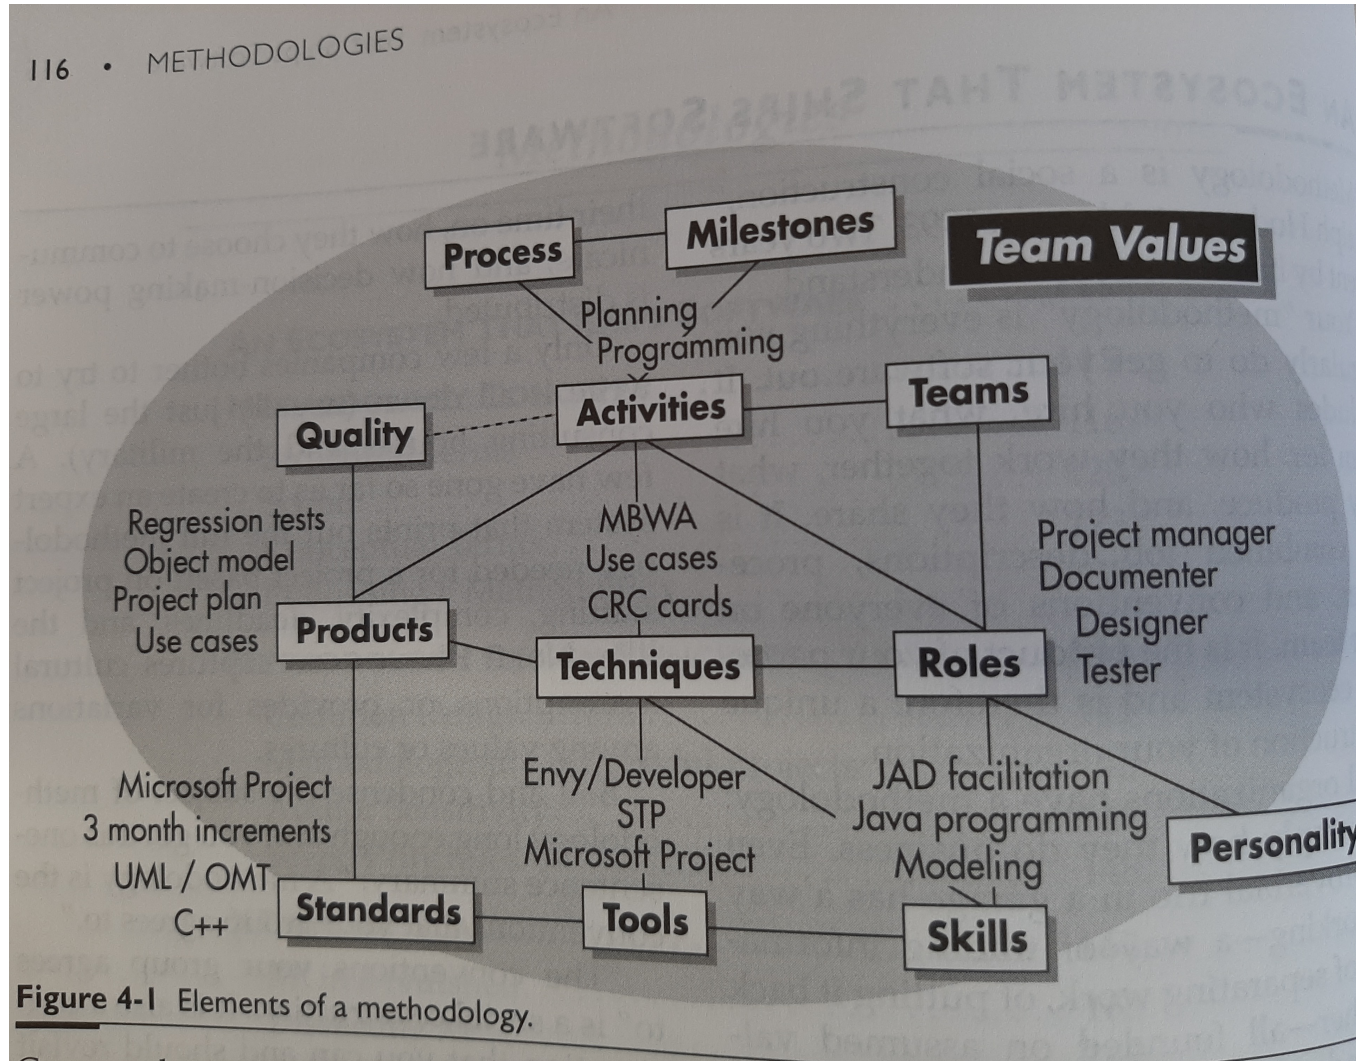 116 • METHODOLOGIES
Process
Milestones
Team Values
Planning
Programming
Quality
Activities
Teams
Regression tests
Object model
Project plan
Use cases
Products
MBWA
Use cases
CRC cards
Techniques
Roles
Project manager
Documenter
Designer
Tester
Microsoft Project
3 month increments
UML / OMT
C++
Standards
Envy/Developer
STP
Microsoft Project
Tools
JAD facilitation
Java programming
Modeling
Skills
Personality
Figure 4-1 Elements of a methodology.